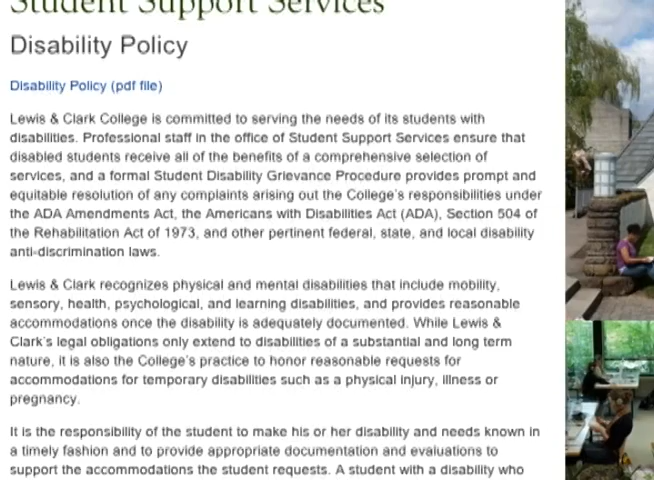 Student Support Services
Disability Policy
Disability Policy (pdf file)
Lewis & Clark College is committed to serving the needs of its students with
disabilities. Professional staff in the office of Student Support Services ensure that
disabled students receive all of the benefits of a comprehensive selection of
services, and a formal Student Disability Grievance Procedure provides prompt and
equitable resolution of any complaints arising out the College's responsibilities under
the ADA Amendments Act, the Americans with Disabilities Act (ADA), Section 504 of
the Rehabilitation Act of 1973, and other pertinent federal, state, and local disability
anti-discrimination laws.
Lewis & Clark recognizes physical and mental disabilities that include mobility,
sensory, health, psychological, and learning disabilities, and provides reasonable
accommodations once the disability is adequately documented. While Lewis &
Clark's legal obligations only extend to disabilities of a substantial and long term
nature, it is also the College's practice to honor reasonable requests for
accommodations for temporary disabilities such as a physical injury, illness or
pregnancy.
It is the responsibility of the student to make his or her disability and needs known in
a timely fashion and to provide appropriate documentation and evaluations to
support the accommodations the student requests. A student with a disability who